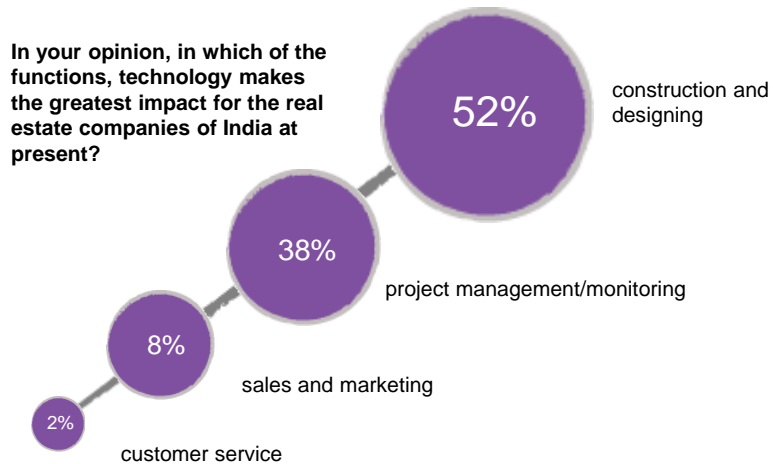 In your opinion, in which of the
functions, technology makes
the greatest impact for the real
estate companies of India at
present?
52%
construction and
designing
38%
project management/monitoring
8%
sales and marketing
2%
customer service